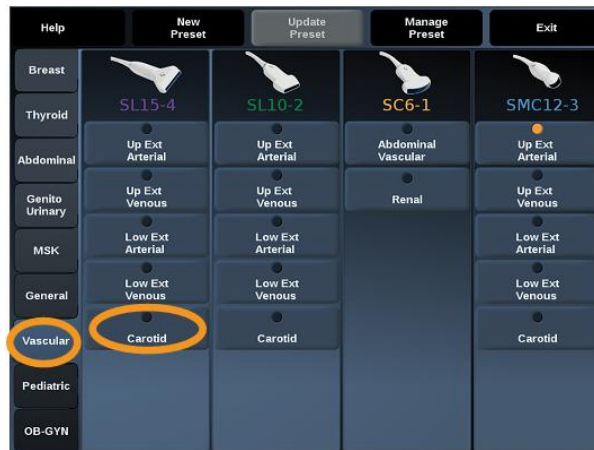 Help
New
Preset
Update
Preset
Manage
Preset
Exit
Breast
Thyroid
Abdominal
Genito
Urinary
MSK
General
Vascular
Pediatric
OB-GYN
SL15-4
Up Ext
Arterial
Up Ext
Venous
Low Ext
Arterial
Low Ext
Venous
Carotid
SL10-2
Up Ext
Arterial
Up Ext
Venous
Low Ext
Arterial
Low Ext
Venous
Carotid
SC6-1
Abdominal
Vascular
Renal
SMC12-3
Up Ext
Arterial
Up Ext
Venous
Low Ext
Arterial
Low Ext
Venous
Carotid